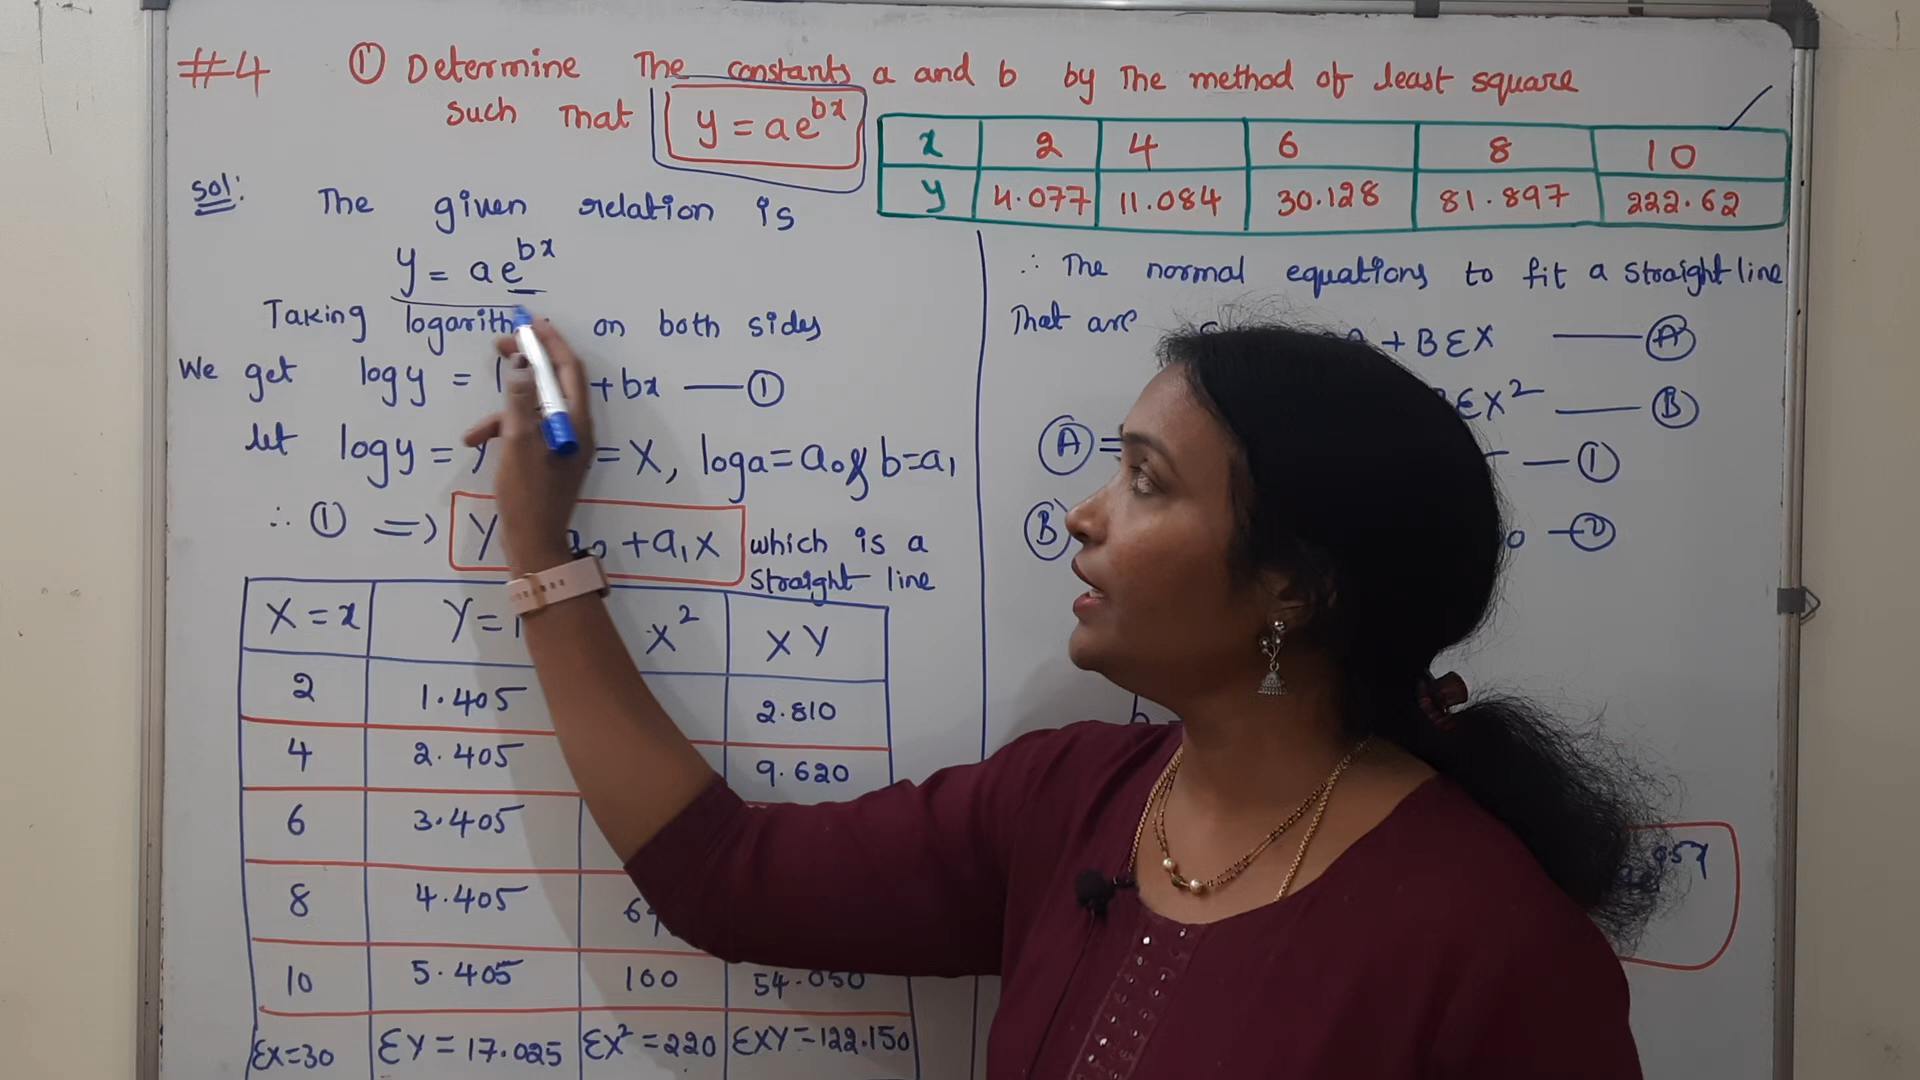 #4 ① Determine The constants a and b by The method of least square
such That y = ae^bx
x 2 4 6 8 10
y 4.077 11.084 30.128 81.897 222.62
Sol: The given relation is
y = ae^bx
Taking on both sides
We get log y = + bx — ①
let log y = Y = X, log a = a₀ & b = a₁
∴ ① => Y + a₁X which is a
straight line
X = x Y = X² XY
2 1.405 2.810
4 2.405 9.620
6 3.405
8 4.405
10 5.405 100 54.050
ΣX=30 ΣY = 17.025 ΣX² = 220 ΣXY = 122.150
∴ The normal equations to fit a straight line
That are + BΣX — Ⓐ
ΣX² — Ⓑ
Ⓐ = — ①
Ⓑ — ②